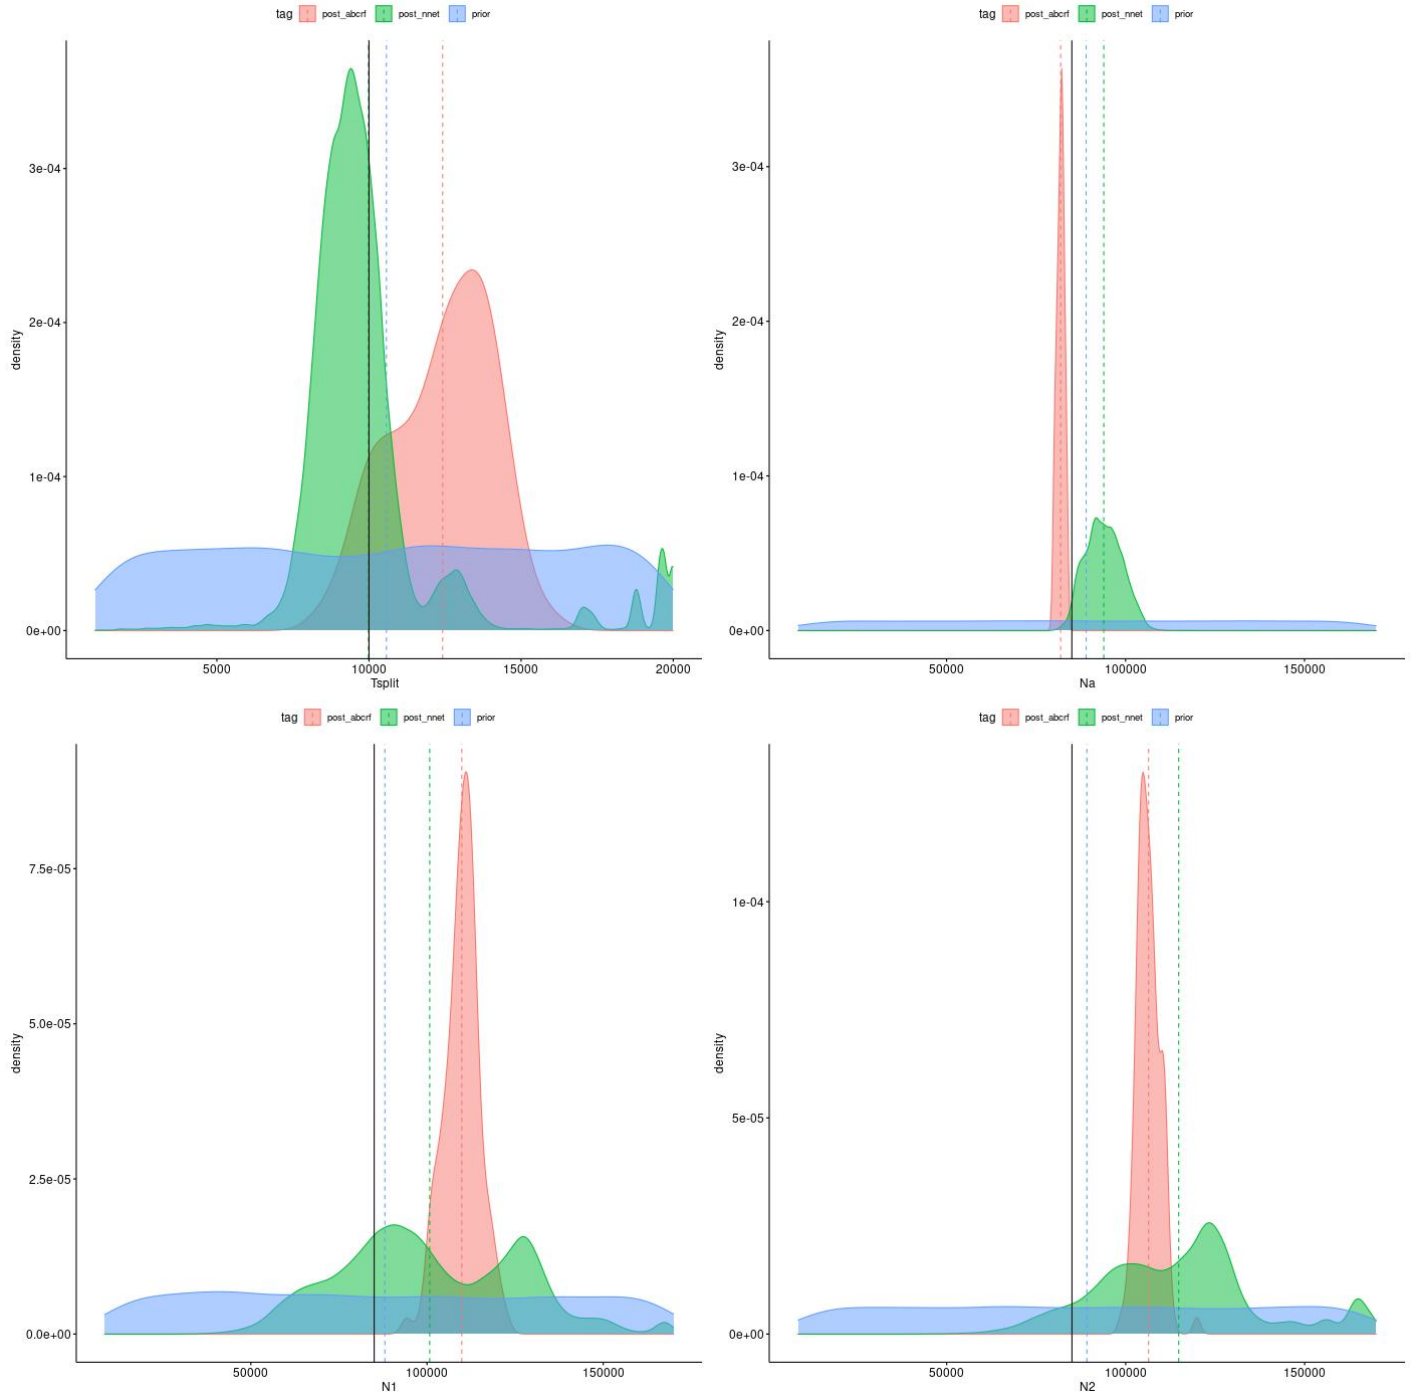 tag post_abcrf post_nnet prior
3e-04
2e-04
1e-04
0e+00
density
5000 10000 15000 20000
Tsplit
tag post_abcrf post_nnet prior
3e-04
2e-04
1e-04
0e+00
density
50000 100000 150000
Na
tag post_abcrf post_nnet prior
7.5e-05
5.0e-05
2.5e-05
0.0e+00
density
50000 100000 150000
N1
tag post_abcrf post_nnet prior
1e-04
5e-05
0e+00
density
50000 100000 150000
N2